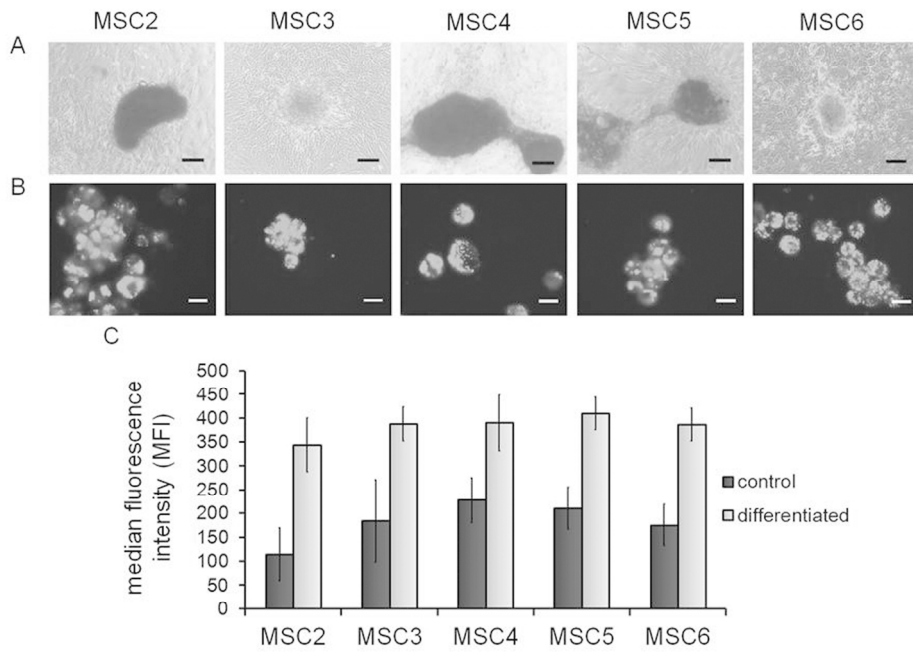 MSC2 MSC3 MSC4 MSC5 MSC6
A
B
C
median fluorescence
intensity (MFI)
500
450
400
350
300
250
200
150
100
50
0
control
differentiated
MSC2 MSC3 MSC4 MSC5 MSC6